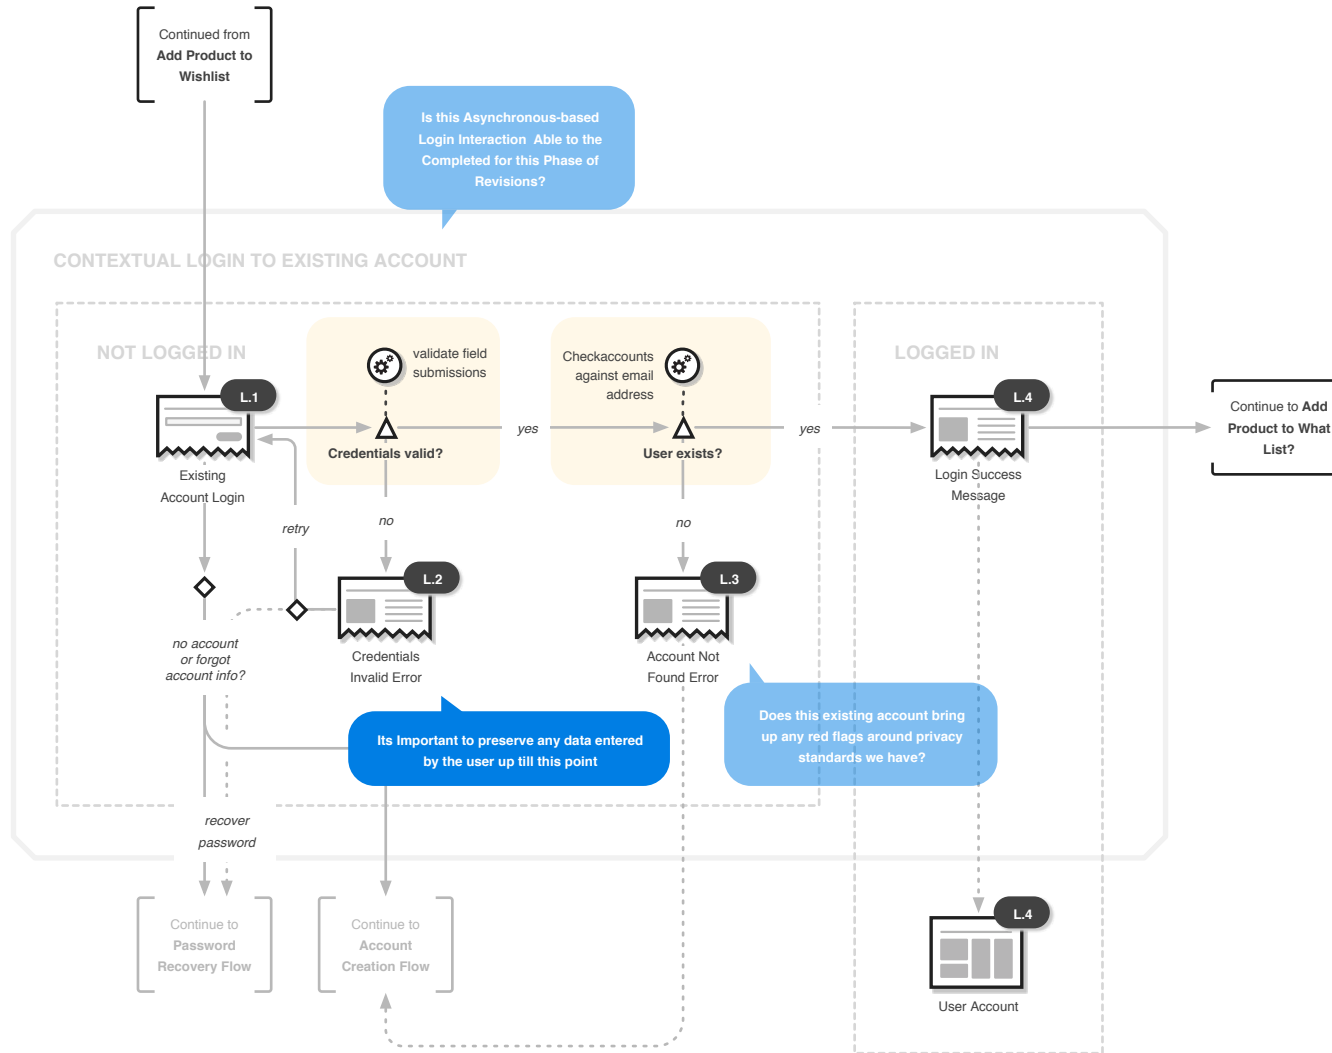 Continued from
Add Product to
Wishlist
Is this Asynchronous-based
Login Interaction  Able to the
Completed for this Phase of
Revisions?
CONTEXTUAL LOGIN TO EXISTING ACCOUNT
NOT LOGGED IN
LOGGED IN
validate field
submissions
Checkaccounts
against email
address
L.1
L.4
Continue to Add
Product to What
List?
yes
yes
Credentials valid?
User exists?
Existing
Account Login
Login Success
Message
retry
no
no
L.2
L.3
no account
or forgot
account info?
Credentials
Invalid Error
Account Not
Found Error
Its Important to preserve any data entered
by the user up till this point
Does this existing account bring
up any red flags around privacy
standards we have?
recover
password
Continue to
Password
Recovery Flow
Continue to
Account
Creation Flow
L.4
User Account